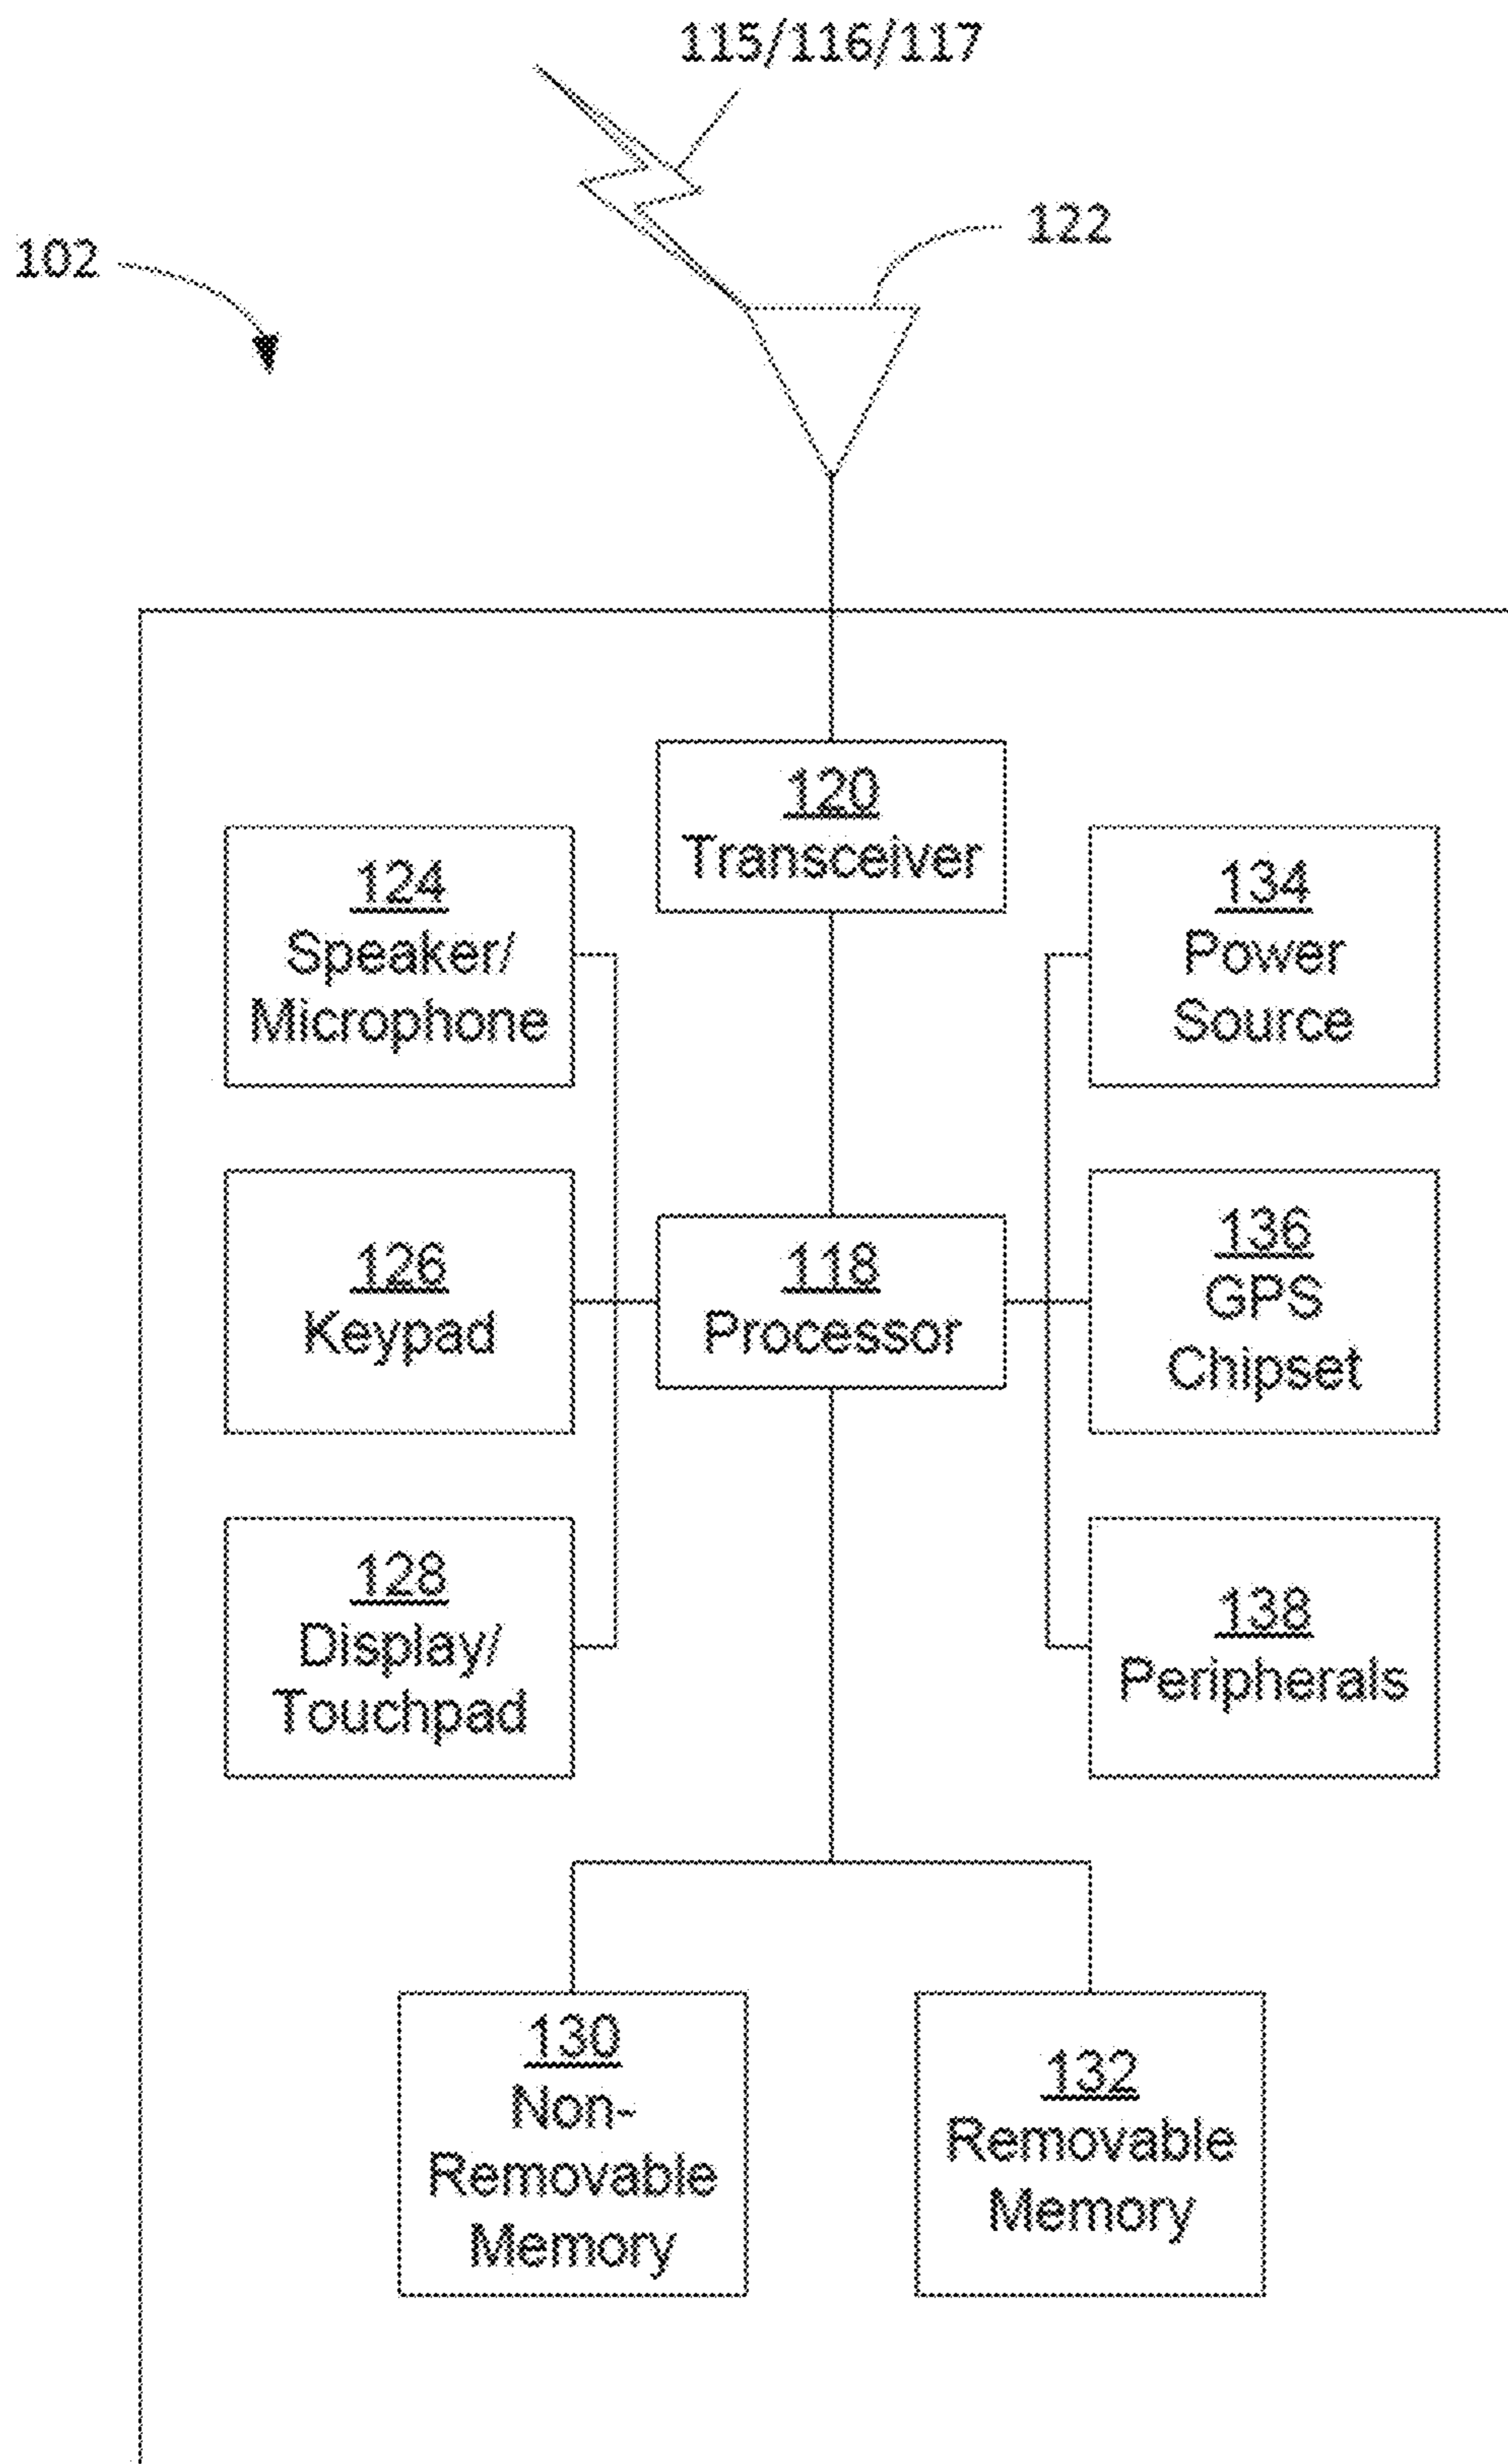 115/116/117
122
102
120
Transceiver
124
Speaker/
Microphone
134
Power
Source
126
Keypad
118
Processor
136
GPS
Chipset
128
Display/
Touchpad
138
Peripherals
130
Non-
Removable
Memory
132
Removable
Memory